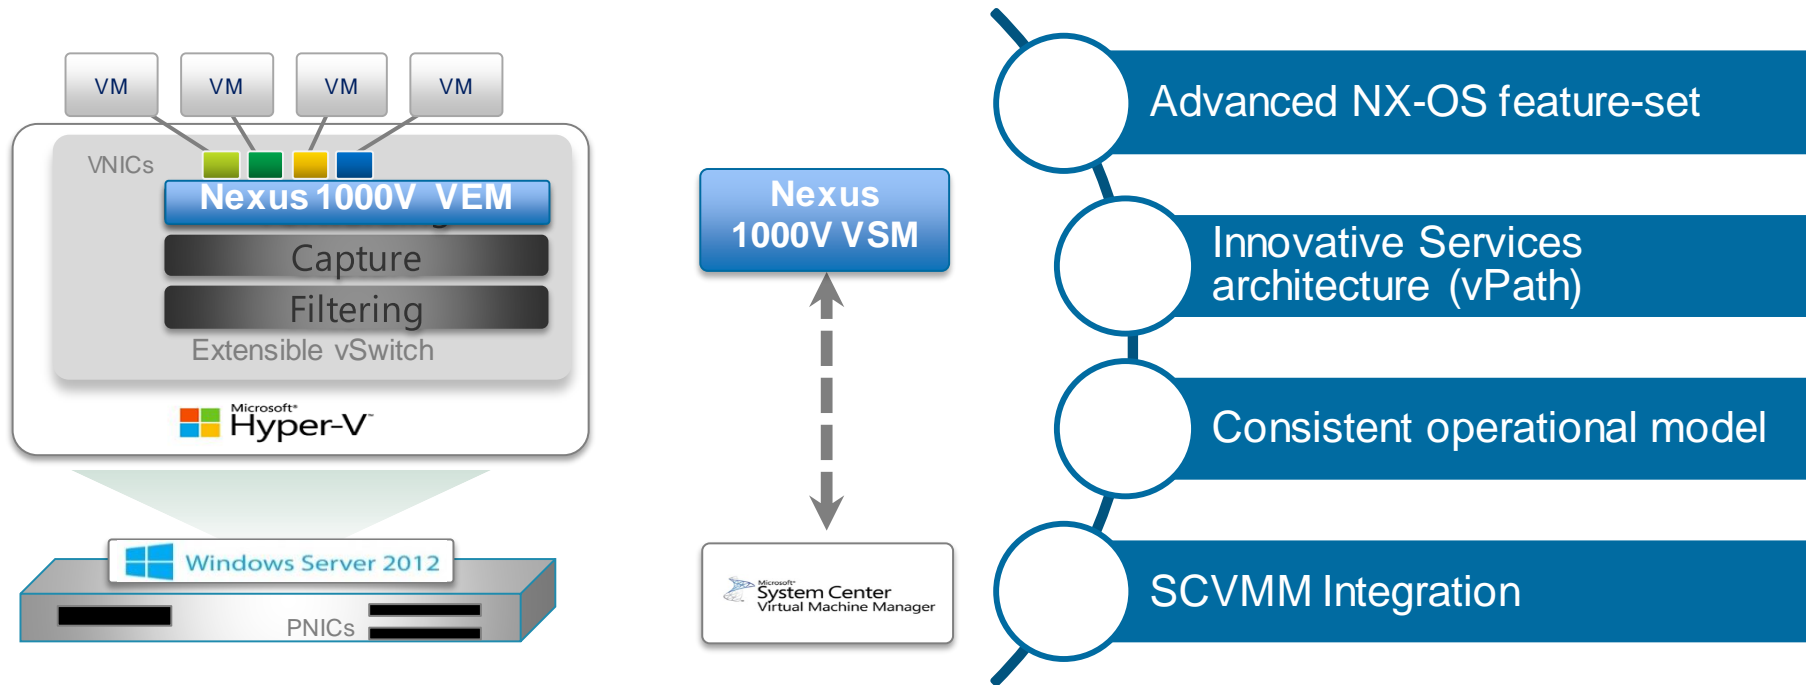 VM
VM
VM
VM
VNICs
Nexus 1000V VEM
Capture
Filtering
Extensible vSwitch
Microsoft®
Hyper-V™
Windows Server 2012
PNICs
Nexus
1000V VSM
Microsoft®
System Center
Virtual Machine Manager
Advanced NX-OS feature-set
Innovative Services
architecture (vPath)
Consistent operational model
SCVMM Integration